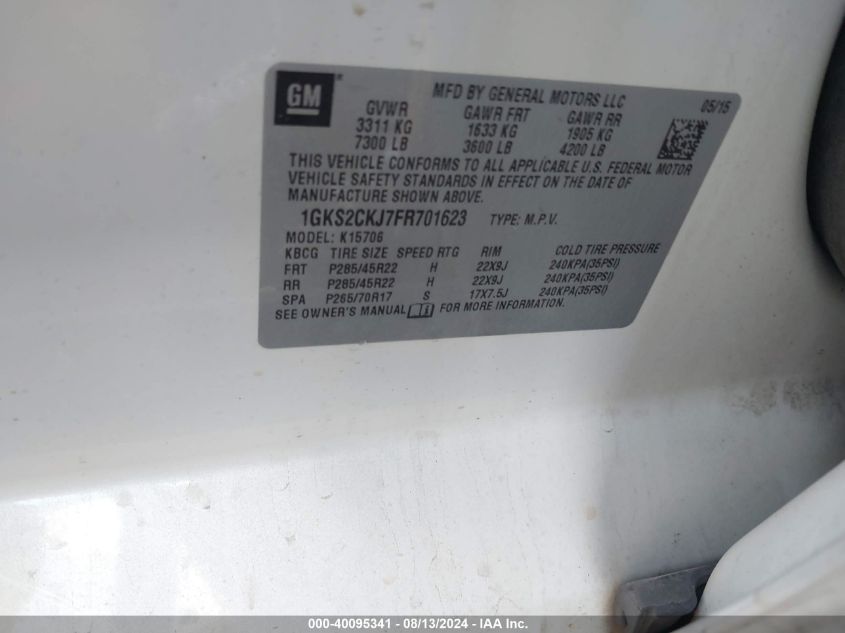 GM
MFD BY GENERAL MOTORS LLC 05/15
GVWR GAWR FRT GAWR RR
3311 KG 1633 KG 1905 KG
7300 LB 3600 LB 4200 LB
THIS VEHICLE CONFORMS TO ALL APPLICABLE U.S. FEDERAL MOTOR
VEHICLE SAFETY STANDARDS IN EFFECT ON THE DATE OF
MANUFACTURE SHOWN ABOVE.
1GKS2CKJ7FR701623 TYPE: M.P.V.
MODEL: K15706
KBCG TIRE SIZE SPEED RTG RIM COLD TIRE PRESSURE
FRT P285/45R22 H 22X9J 240KPA(35PSI)
RR P285/45R22 H 22X9J 240KPA(35PSI)
SPA P265/70R17 S 17X7.5J 240KPA(35PSI)
SEE OWNER'S MANUAL FOR MORE INFORMATION.
000-40095341 - 08/13/2024 - IAA Inc.